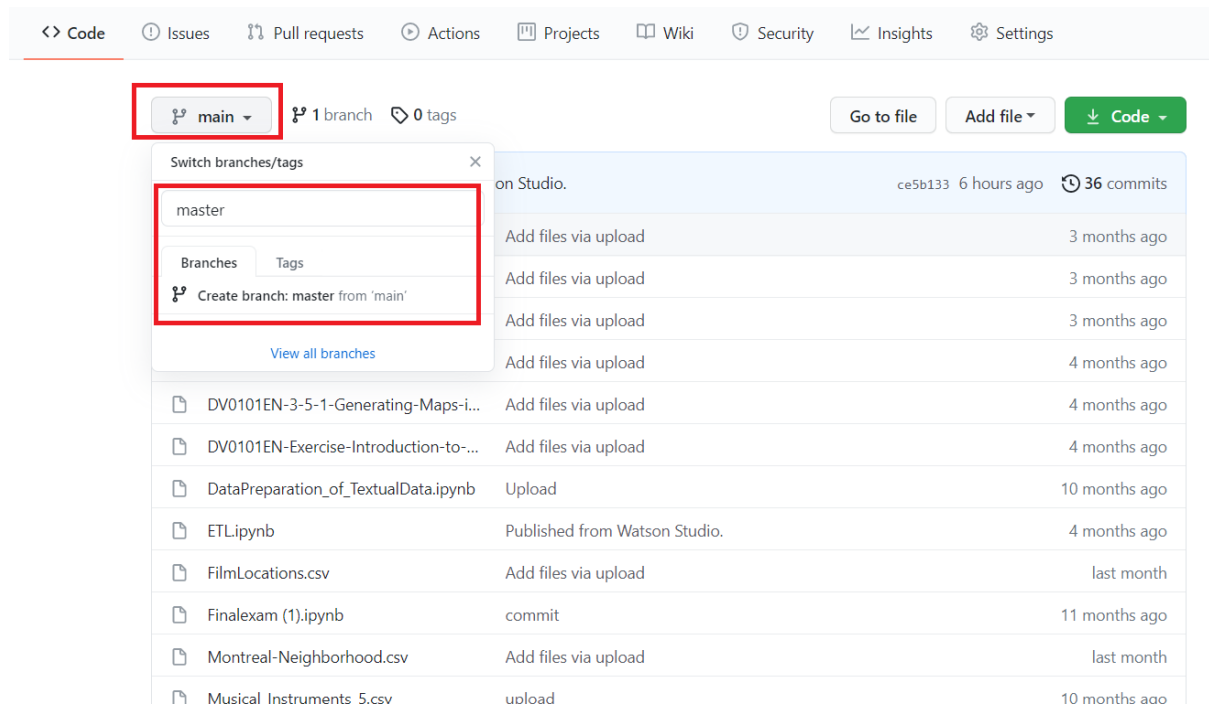 Code Issues Pull requests Actions Projects Wiki Security Insights Settings
main 1 branch 0 tags Go to file Add file Code
Switch branches/tags
on Studio. ce5b133 6 hours ago 36 commits
master
Add files via upload 3 months ago
Branches Tags
Add files via upload 3 months ago
Create branch: master from 'main'
Add files via upload 3 months ago
View all branches
Add files via upload 4 months ago
DV0101EN-3-5-1-Generating-Maps-i... Add files via upload 4 months ago
DV0101EN-Exercise-Introduction-to-... Add files via upload 4 months ago
DataPreparation_of_TextualData.ipynb Upload 10 months ago
ETL.ipynb Published from Watson Studio. 4 months ago
FilmLocations.csv Add files via upload last month
Finalexam (1).ipynb commit 11 months ago
Montreal-Neighborhood.csv Add files via upload last month
Musical_Instruments_5.csv upload 10 months ago